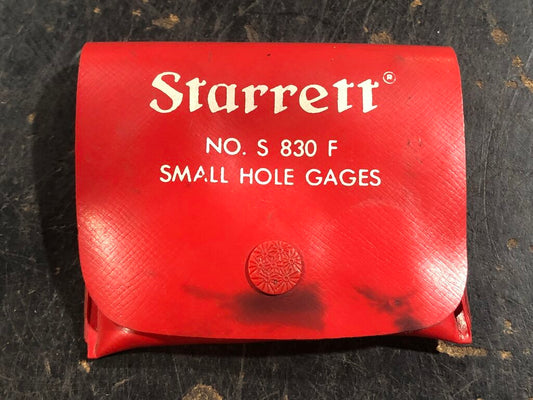 Starrett®
NO. S 830 F
SMALL HOLE GAGES